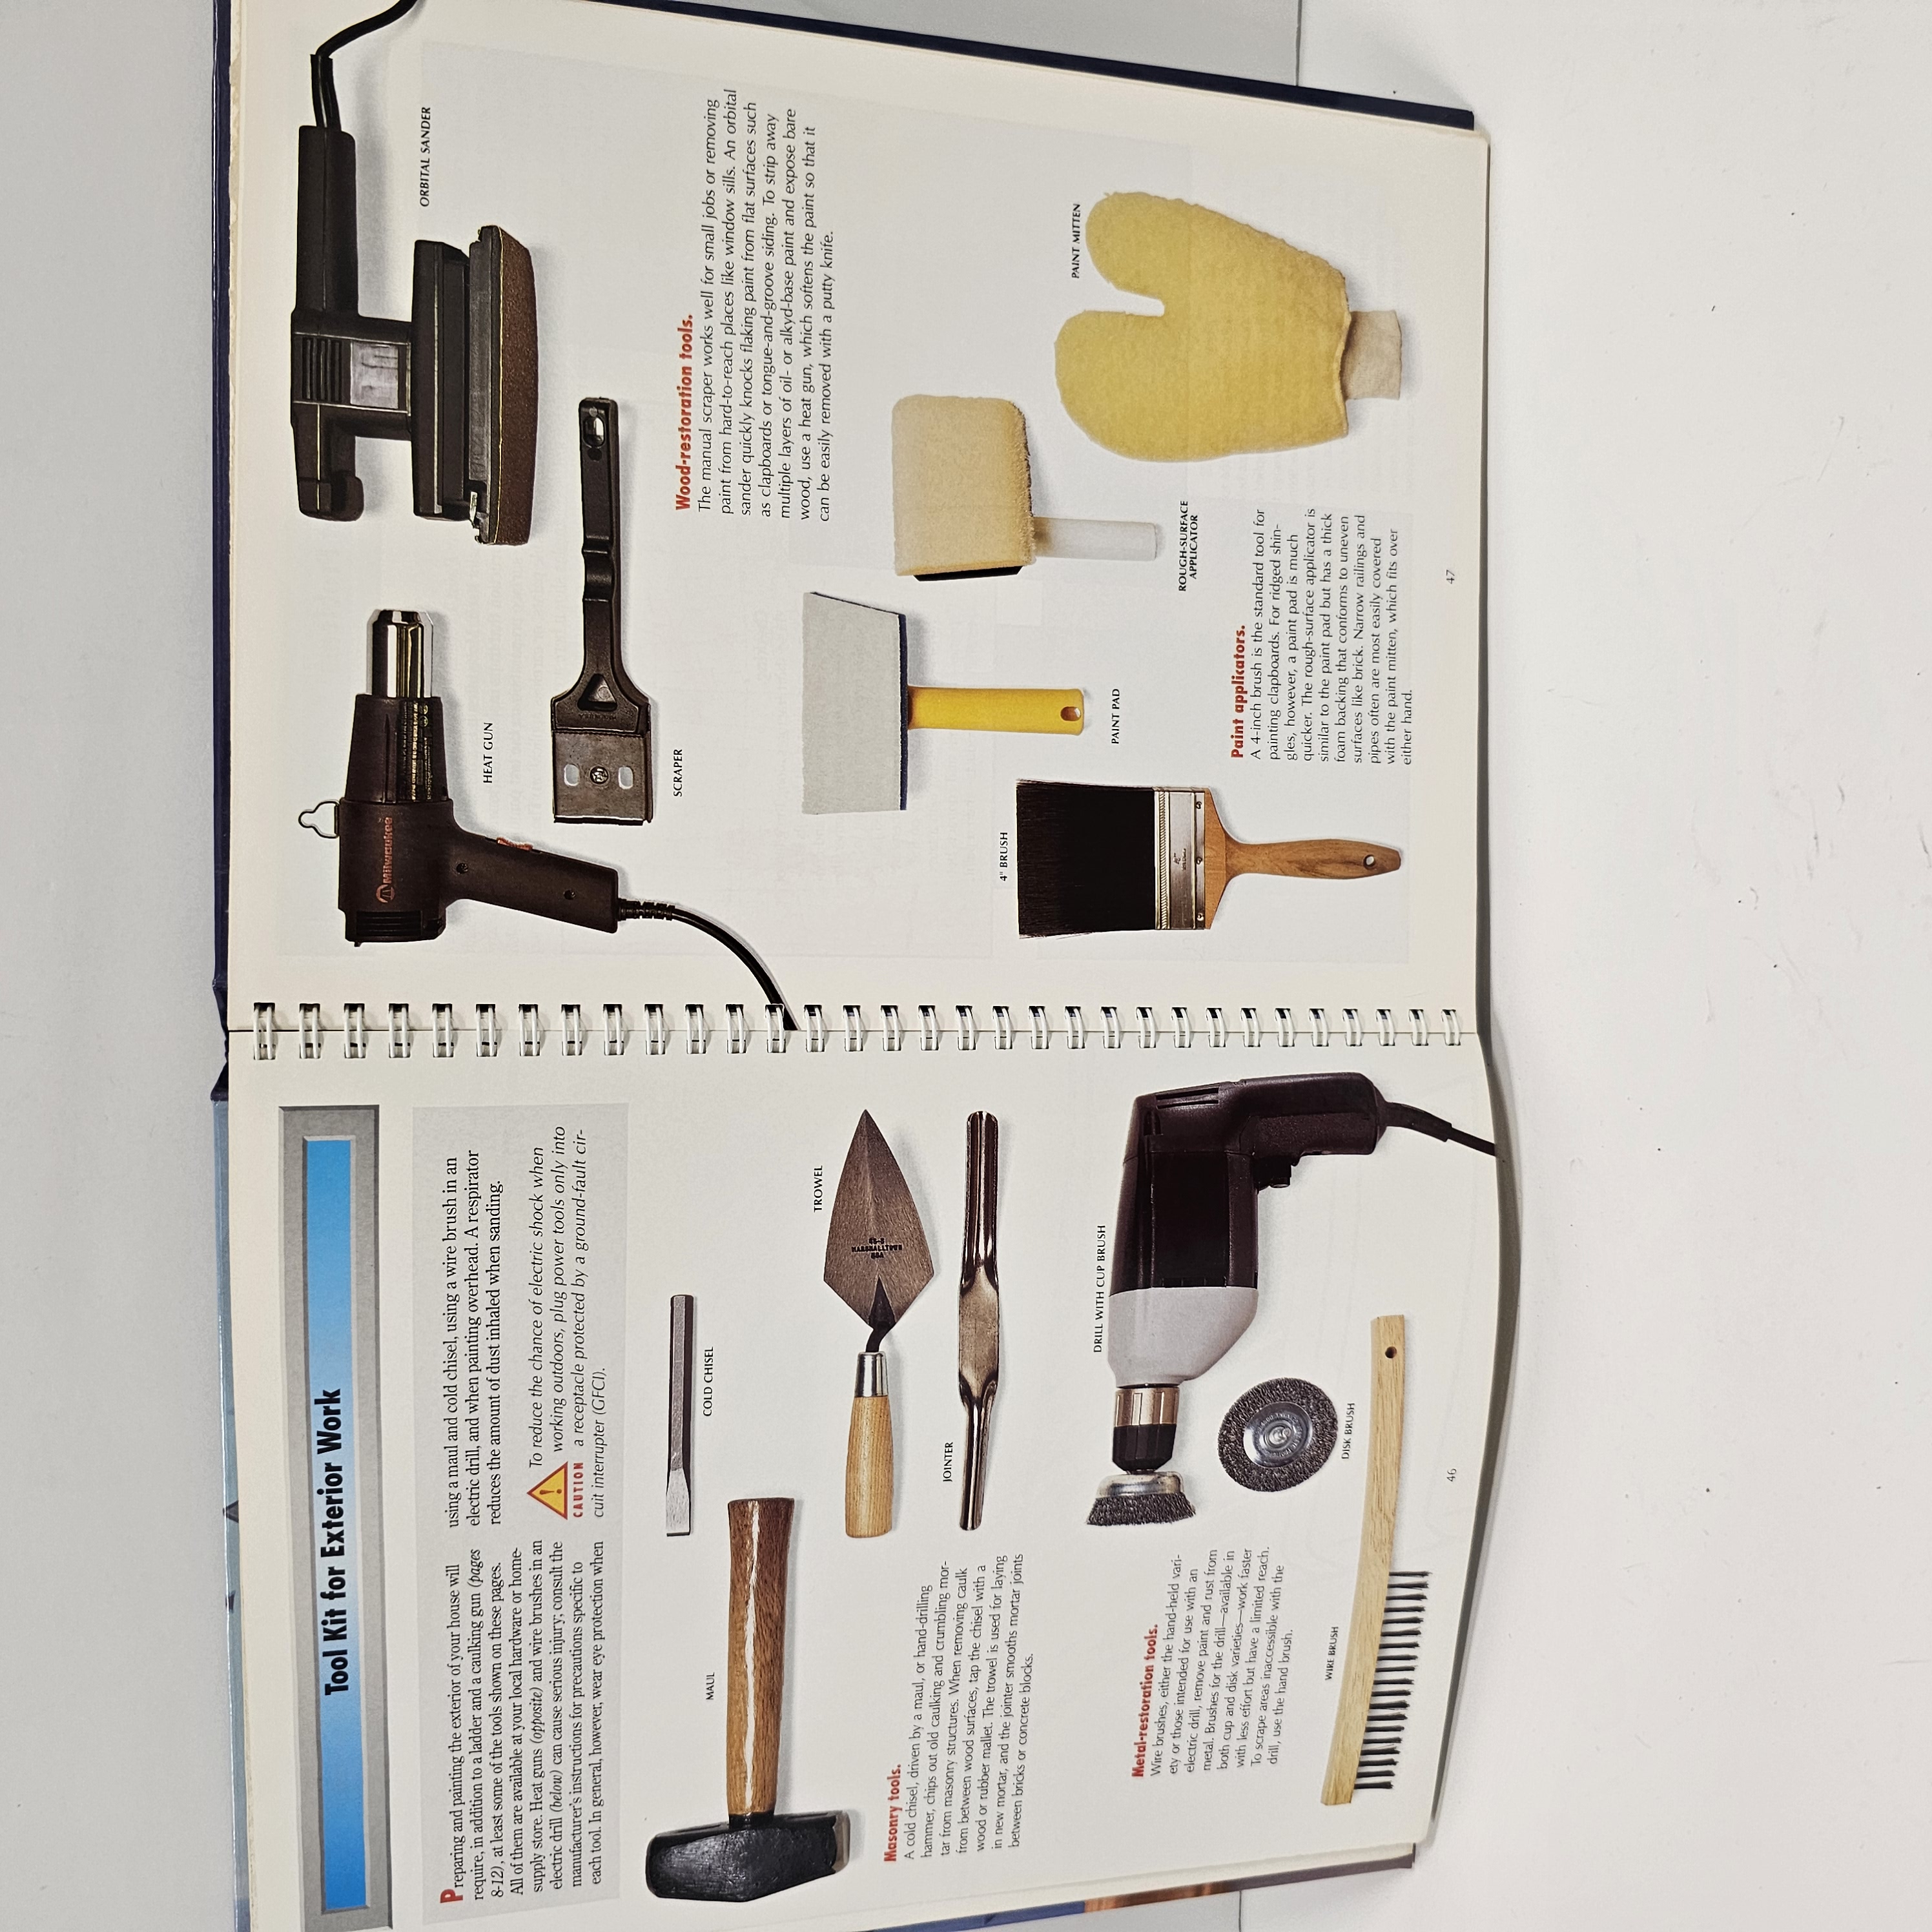 Tool Kit for Exterior Work
Preparing and painting the exterior of your house will
require, in addition to a ladder and a caulking gun (pages
8-12), at least some of the tools shown on these pages.
All of them are available at your local hardware or home-
supply store. Heat guns (opposite) and wire brushes in an
electric drill (below) can cause serious injury; consult the
manufacturer's instructions for precautions specific to
each tool. In general, however, wear eye protection when
using a maul and cold chisel, using a wire brush in an
electric drill, and when painting overhead. A respirator
reduces the amount of dust inhaled when sanding.
To reduce the chance of electric shock when
working outdoors, plug power tools only into
CAUTION a receptacle protected by a ground-fault cir-
cuit interrupter (GFCI).
MAUL
COLD CHISEL
TROWEL
JOINTER
Masonry tools.
A cold chisel, driven by a maul, or hand-drilling
hammer, chips out old caulking and crumbling mor-
tar from masonry structures. When removing caulk
from between wood surfaces, tap the chisel with a
wood or rubber mallet. The trowel is used for laying
in new mortar, and the jointer smooths mortar joints
between bricks or concrete blocks.
DRILL WITH CUP BRUSH
Metal-restoration tools.
Wire brushes, either the hand-held vari-
ety or those intended for use with an
electric drill, remove paint and rust from
metal. Brushes for the drill—available in
both cup and disk varieties—work faster
with less effort but have a limited reach.
To scrape areas inaccessible with the
drill, use the hand brush.
WIRE BRUSH
DISK BRUSH
46
Milwaukee
HEAT GUN
ORBITAL SANDER
SCRAPER
Wood-restoration tools.
The manual scraper works well for small jobs or removing
paint from hard-to-reach places like window sills. An orbital
sander quickly knocks flaking paint from flat surfaces such
as clapboards or tongue-and-groove siding. To strip away
multiple layers of oil- or alkyd-base paint and expose bare
wood, use a heat gun, which softens the paint so that it
can be easily removed with a putty knife.
4" BRUSH
PAINT PAD
ROUGH-SURFACE
APPLICATOR
PAINT MITTEN
Paint applicators.
A 4-inch brush is the standard tool for
painting clapboards. For ridged shin-
gles, however, a paint pad is much
quicker. The rough-surface applicator is
similar to the paint pad but has a thick
foam backing that conforms to uneven
surfaces like brick. Narrow railings and
pipes often are most easily covered
with the paint mitten, which fits over
either hand.
47